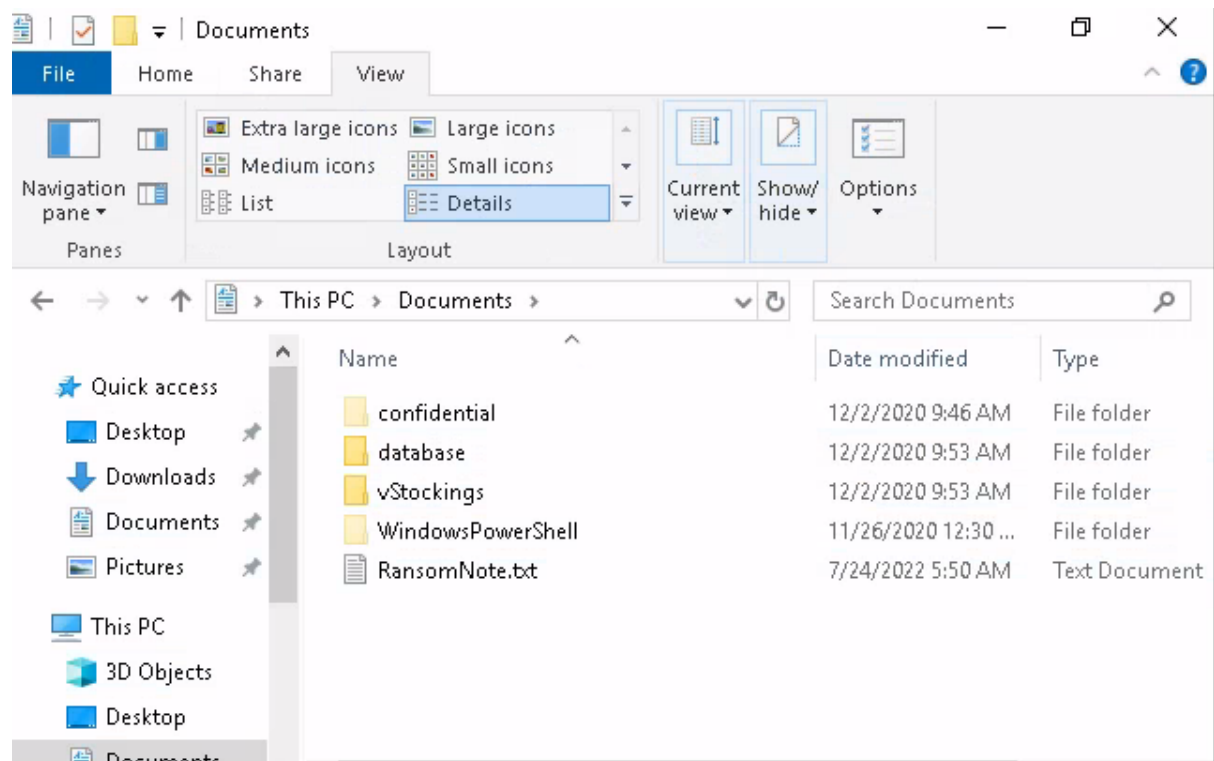 Documents
File Home Share View
Extra large icons Large icons
Medium icons Small icons
List Details
Navigation pane
Current view
Show/ hide
Options
Panes Layout
This PC Documents Search Documents
Name Date modified Type
Quick access
Desktop
Downloads
Documents
Pictures
This PC
3D Objects
Desktop
Documents
confidential 12/2/2020 9:46 AM File folder
database 12/2/2020 9:53 AM File folder
vStockings 12/2/2020 9:53 AM File folder
WindowsPowerShell 11/26/2020 12:30 ... File folder
RansomNote.txt 7/24/2022 5:50 AM Text Document